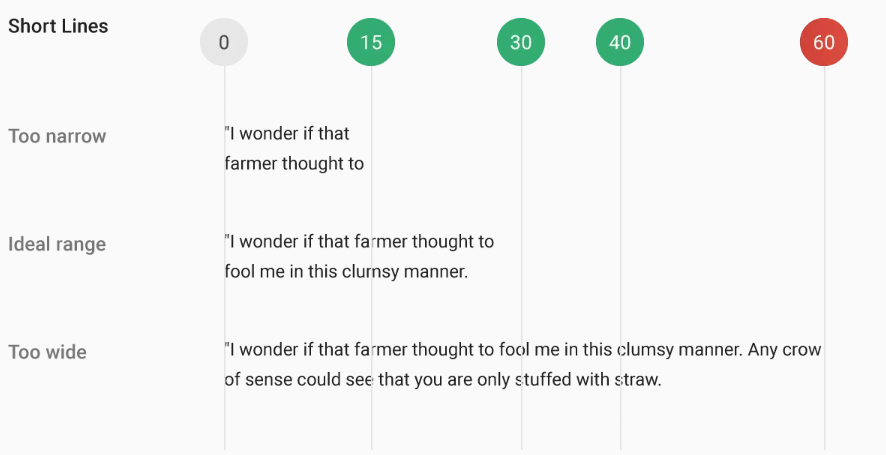 Short Lines
0 15 30 40 60
Too narrow
"I wonder if that
farmer thought to
Ideal range
"I wonder if that farmer thought to
fool me in this clumsy manner.
Too wide
"I wonder if that farmer thought to fool me in this clumsy manner. Any crow
of sense could see that you are only stuffed with straw.